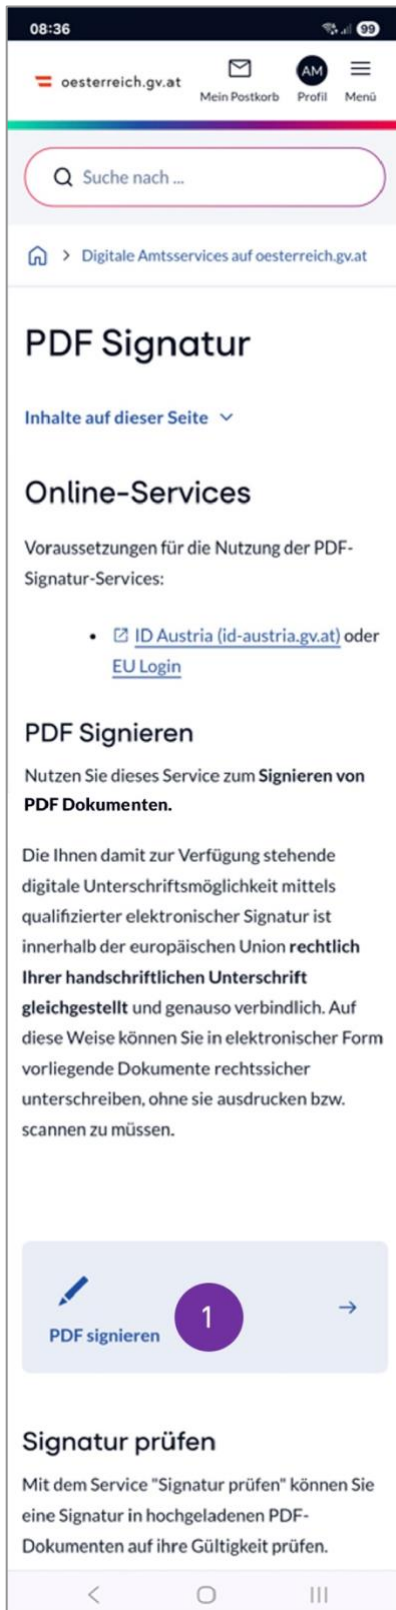 08:36
99
oesterreich.gv.at
Mein Postkorb
AM
Profil
Menü
Suche nach ...
Digitale Amtsservices auf oesterreich.gv.at
PDF Signatur
Inhalte auf dieser Seite
Online-Services
Voraussetzungen für die Nutzung der PDF-
Signatur-Services:
• ID Austria (id-austria.gv.at) oder
EU Login
PDF Signieren
Nutzen Sie dieses Service zum Signieren von
PDF Dokumenten.
Die Ihnen damit zur Verfügung stehende
digitale Unterschriftsmöglichkeit mittels
qualifizierter elektronischer Signatur ist
innerhalb der europäischen Union rechtlich
Ihrer handschriftlichen Unterschrift
gleichgestellt und genauso verbindlich. Auf
diese Weise können Sie in elektronischer Form
vorliegende Dokumente rechtssicher
unterschreiben, ohne sie ausdrucken bzw.
scannen zu müssen.
PDF signieren
1
Signatur prüfen
Mit dem Service "Signatur prüfen" können Sie
eine Signatur in hochgeladenen PDF-
Dokumenten auf ihre Gültigkeit prüfen.